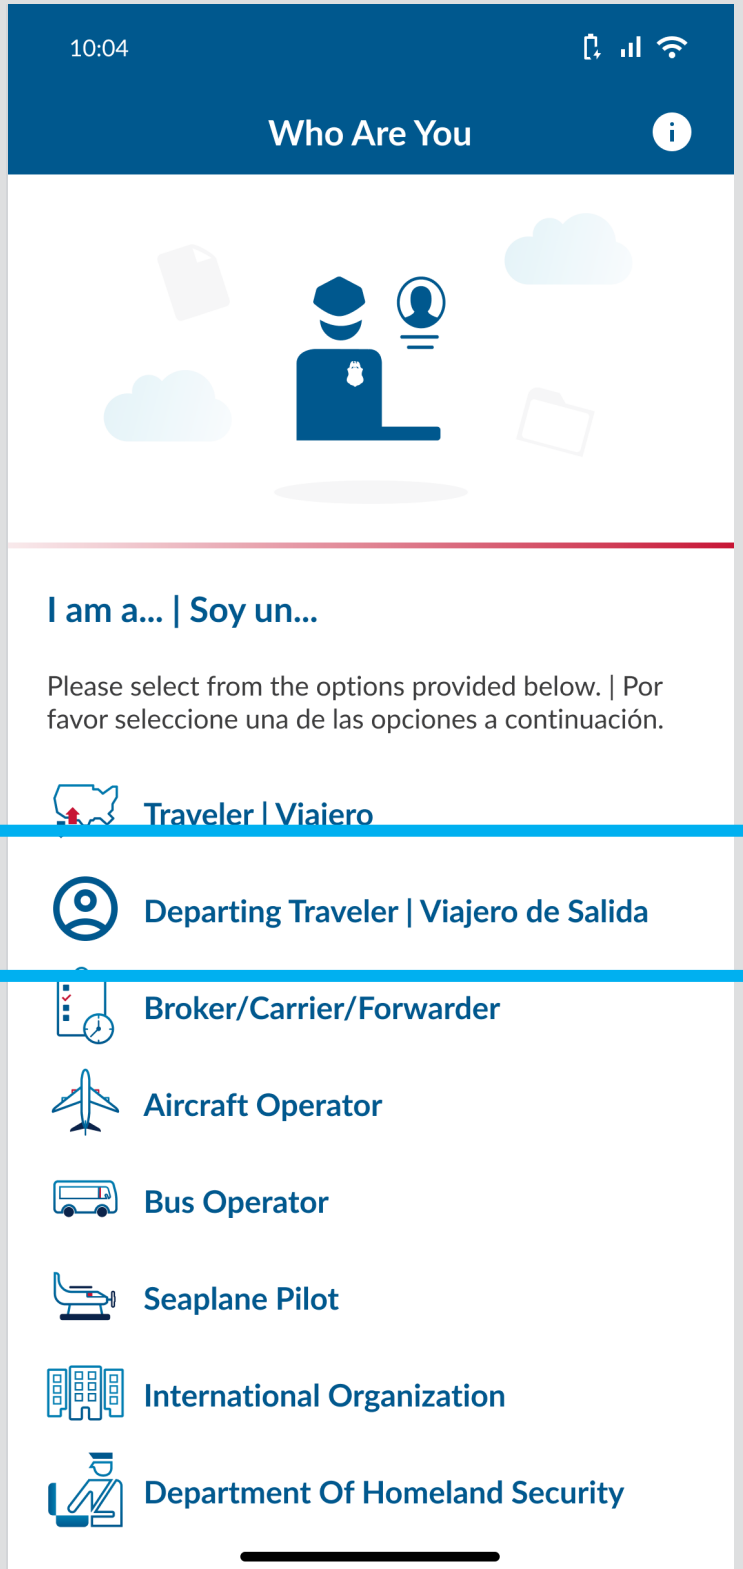 10:04
Who Are You
I am a... | Soy un...
Please select from the options provided below. | Por
favor seleccione una de las opciones a continuación.
Traveler | Viajero
Departing Traveler | Viajero de Salida
Broker/Carrier/Forwarder
Aircraft Operator
Bus Operator
Seaplane Pilot
International Organization
Department Of Homeland Security